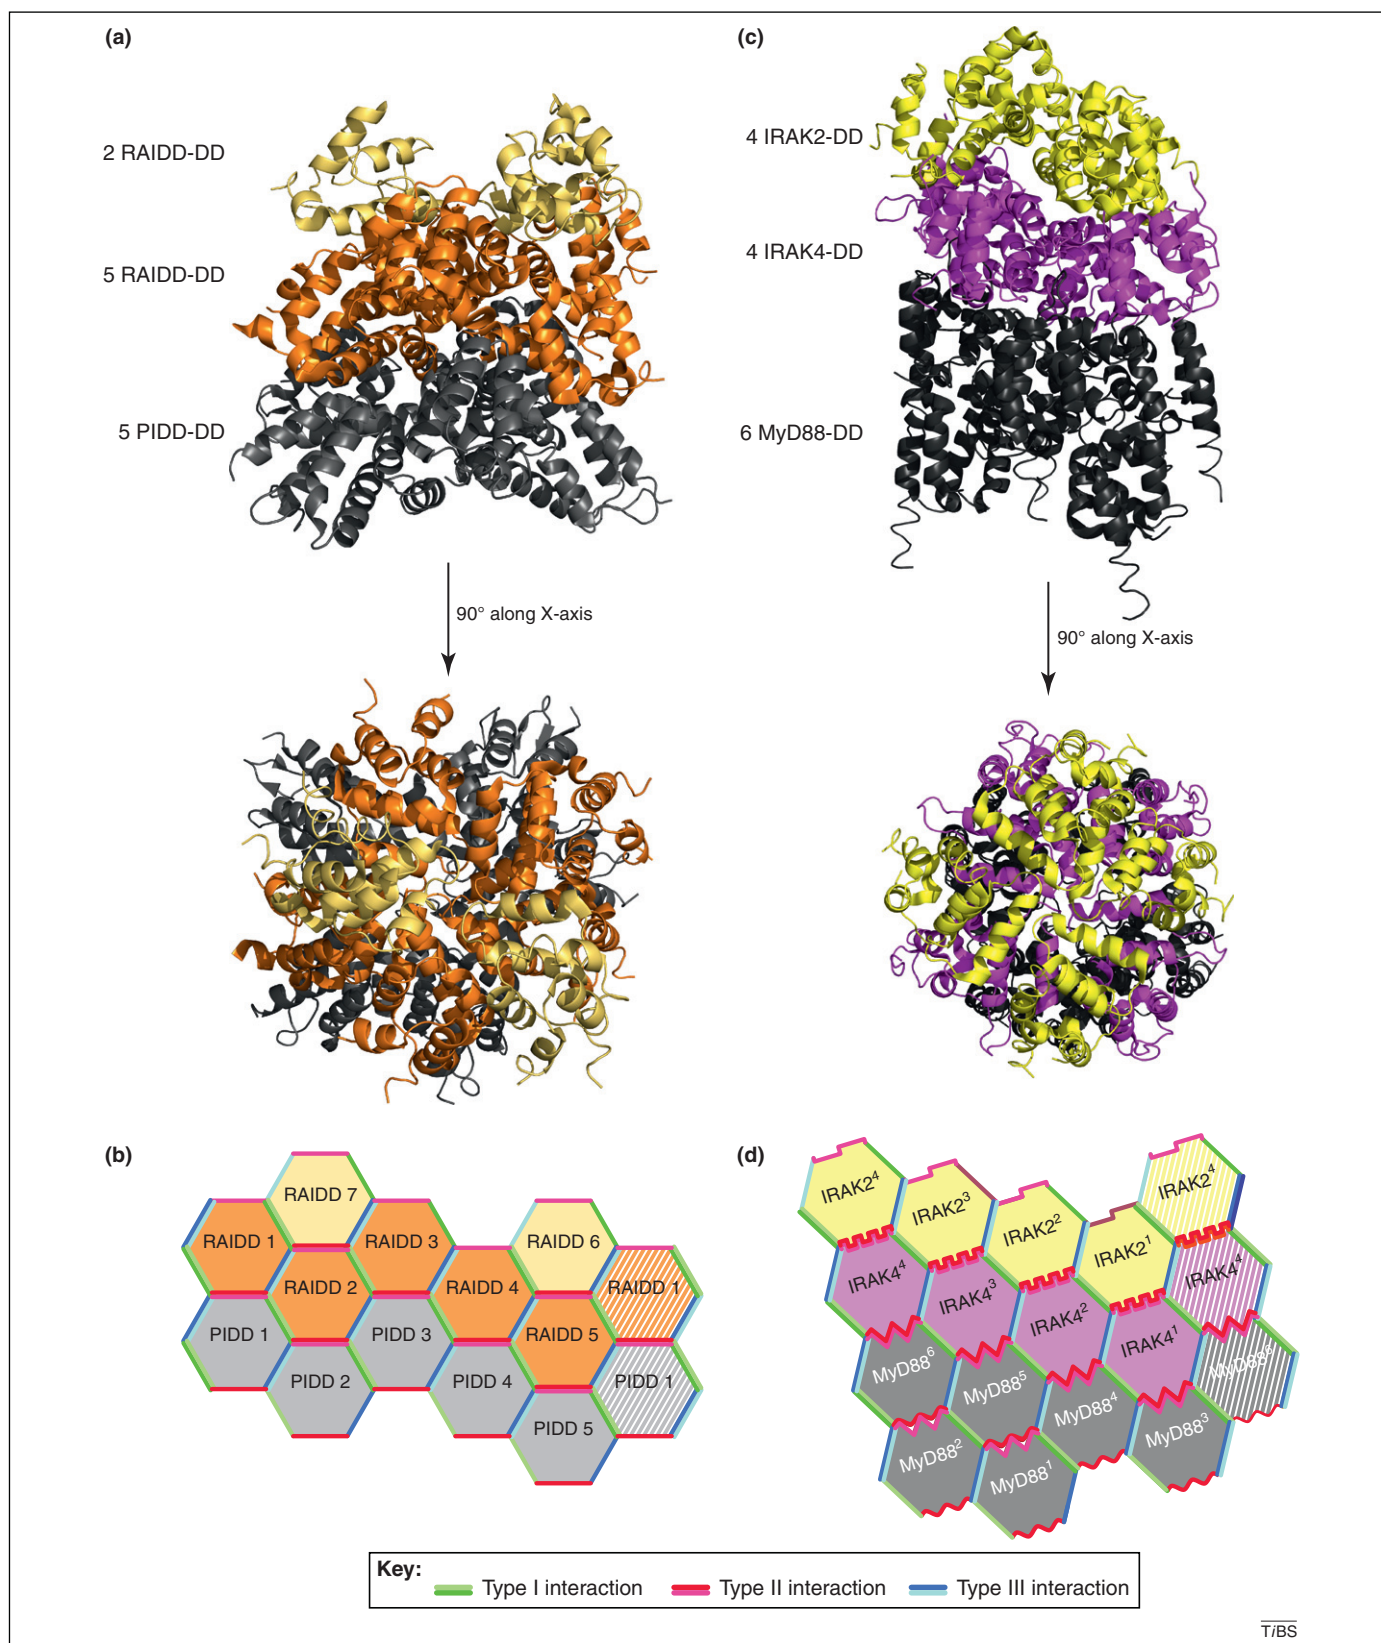 (a)
2 RAIDD-DD
5 RAIDD-DD
5 PIDD-DD
90° along X-axis
(c)
4 IRAK2-DD
4 IRAK4-DD
6 MyD88-DD
90° along X-axis
(b)
RAIDD 7
RAIDD 1
RAIDD 3
RAIDD 6
RAIDD 2
RAIDD 4
RAIDD 1
PIDD 1
PIDD 3
RAIDD 5
PIDD 2
PIDD 4
PIDD 1
PIDD 5
(d)
IRAK2⁴
IRAK2³
IRAK2²
IRAK2¹
IRAK2⁴
IRAK4⁴
IRAK4³
IRAK4²
IRAK4¹
IRAK4⁴
MyD88⁶
MyD88⁵
MyD88⁴
MyD88³
MyD88⁶
MyD88²
MyD88¹
Key:
Type I interaction
Type II interaction
Type III interaction
TiBS